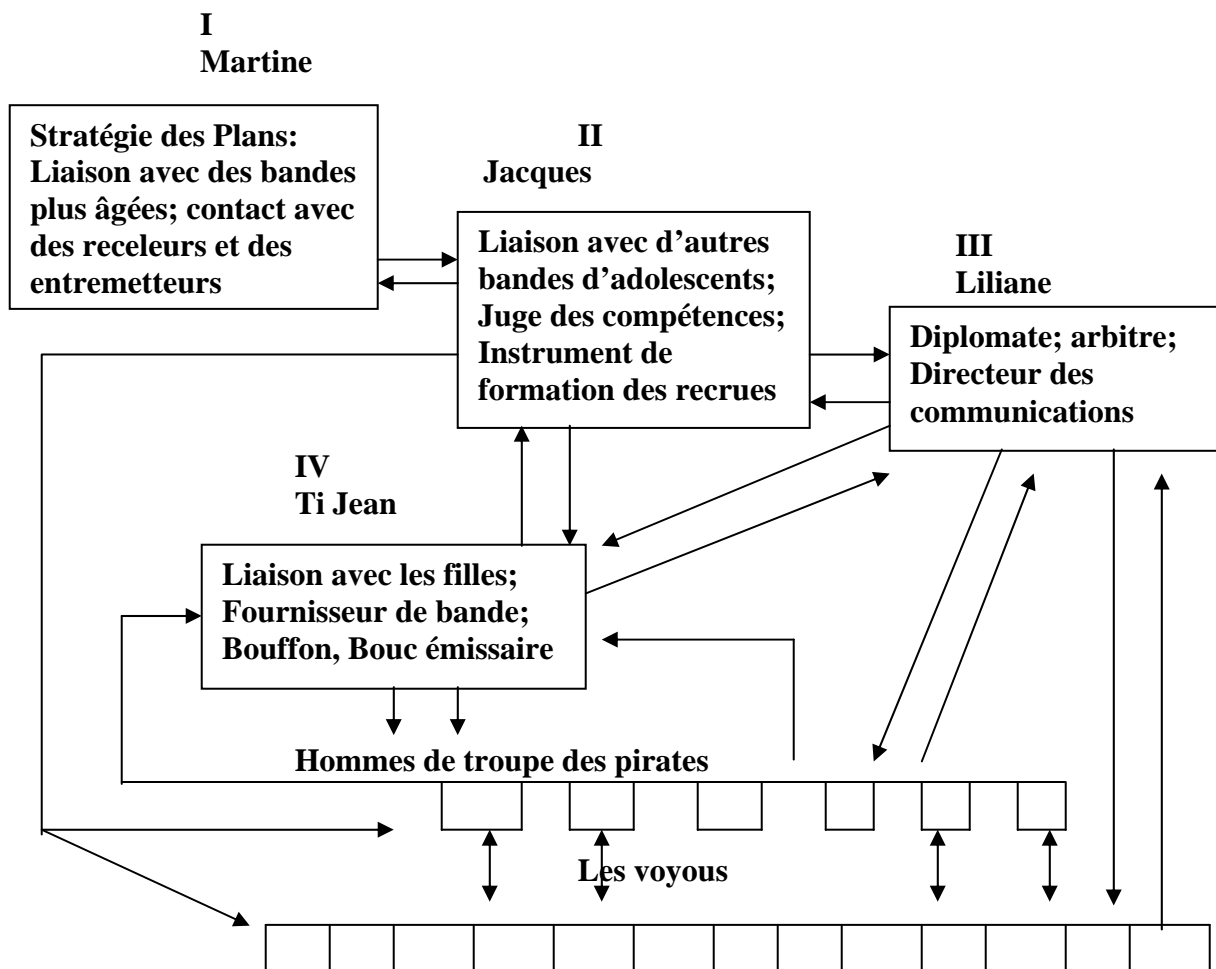 I
Martine
Stratégie des Plans:
Liaison avec des bandes
plus âgées; contact avec
des receleurs et des
entremetteurs
II
Jacques
Liaison avec d’autres
bandes d’adolescents;
Juge des compétences;
Instrument de
formation des recrues
III
Liliane
Diplomate; arbitre;
Directeur des
communications
IV
Ti Jean
Liaison avec les filles;
Fournisseur de bande;
Bouffon, Bouc émissaire
Hommes de troupe des pirates
Les voyous